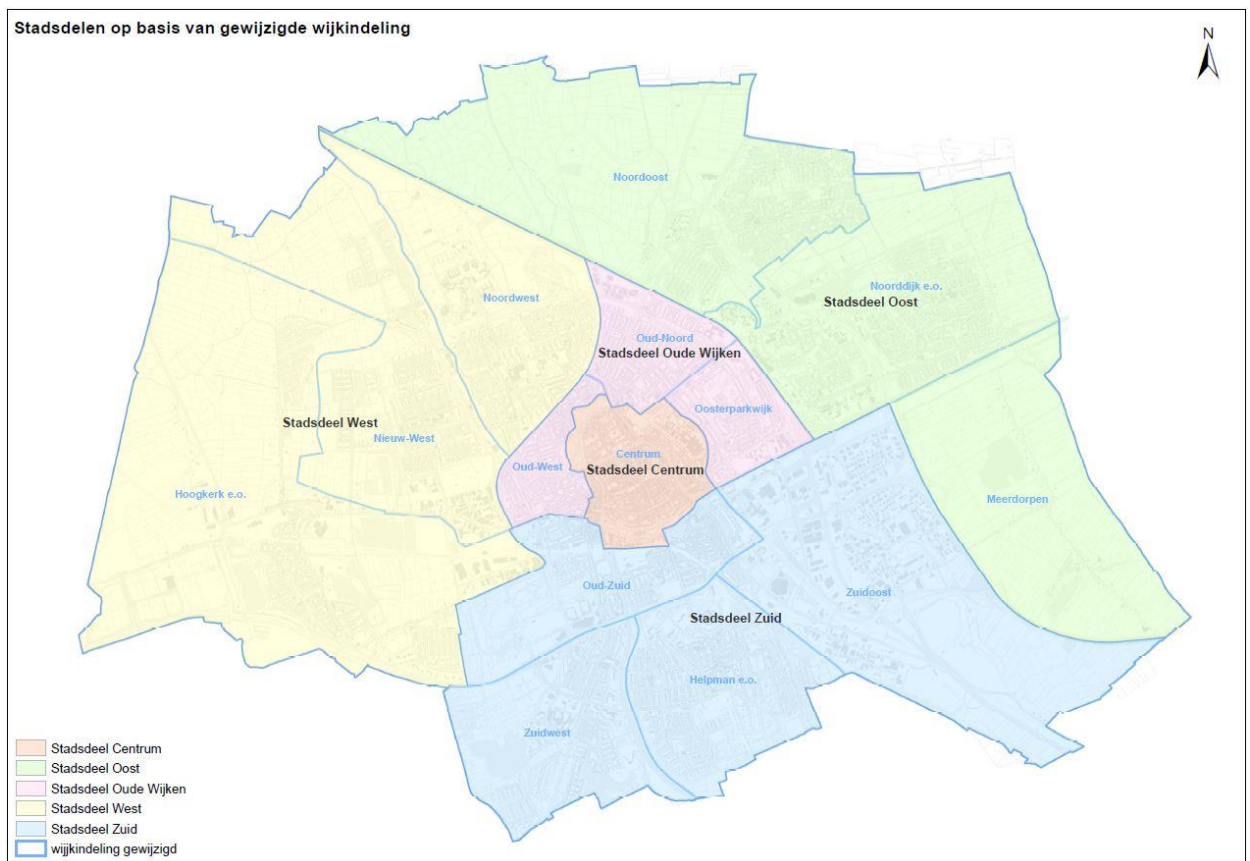 Stadsdelen op basis van gewijzigde wijkindeling
N
Noordoost
Noorddijk e.o.
Stadsdeel Oost
Noordwest
Oud-Noord
Stadsdeel Oude Wijken
Oosterparkwijk
Stadsdeel West
Nieuw-West
Centrum
Stadsdeel Centrum
Oud-West
Hoogkerk e.o.
Meerdorpen
Oud-Zuid
Zuidoost
Stadsdeel Zuid
Helpman e.o.
Zuidwest
Stadsdeel Centrum
Stadsdeel Oost
Stadsdeel Oude Wijken
Stadsdeel West
Stadsdeel Zuid
wijjkindeling gewijzigd